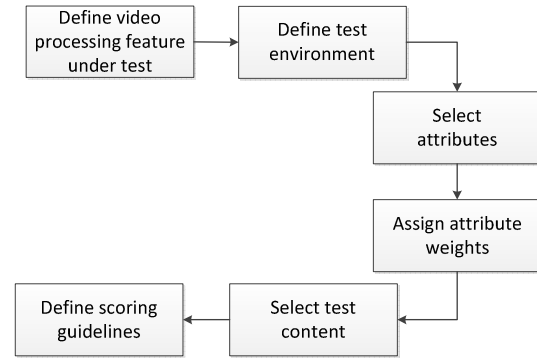 Define video
processing feature
under test
Define test
environment
Select
attributes
Assign attribute
weights
Select test
content
Define scoring
guidelines